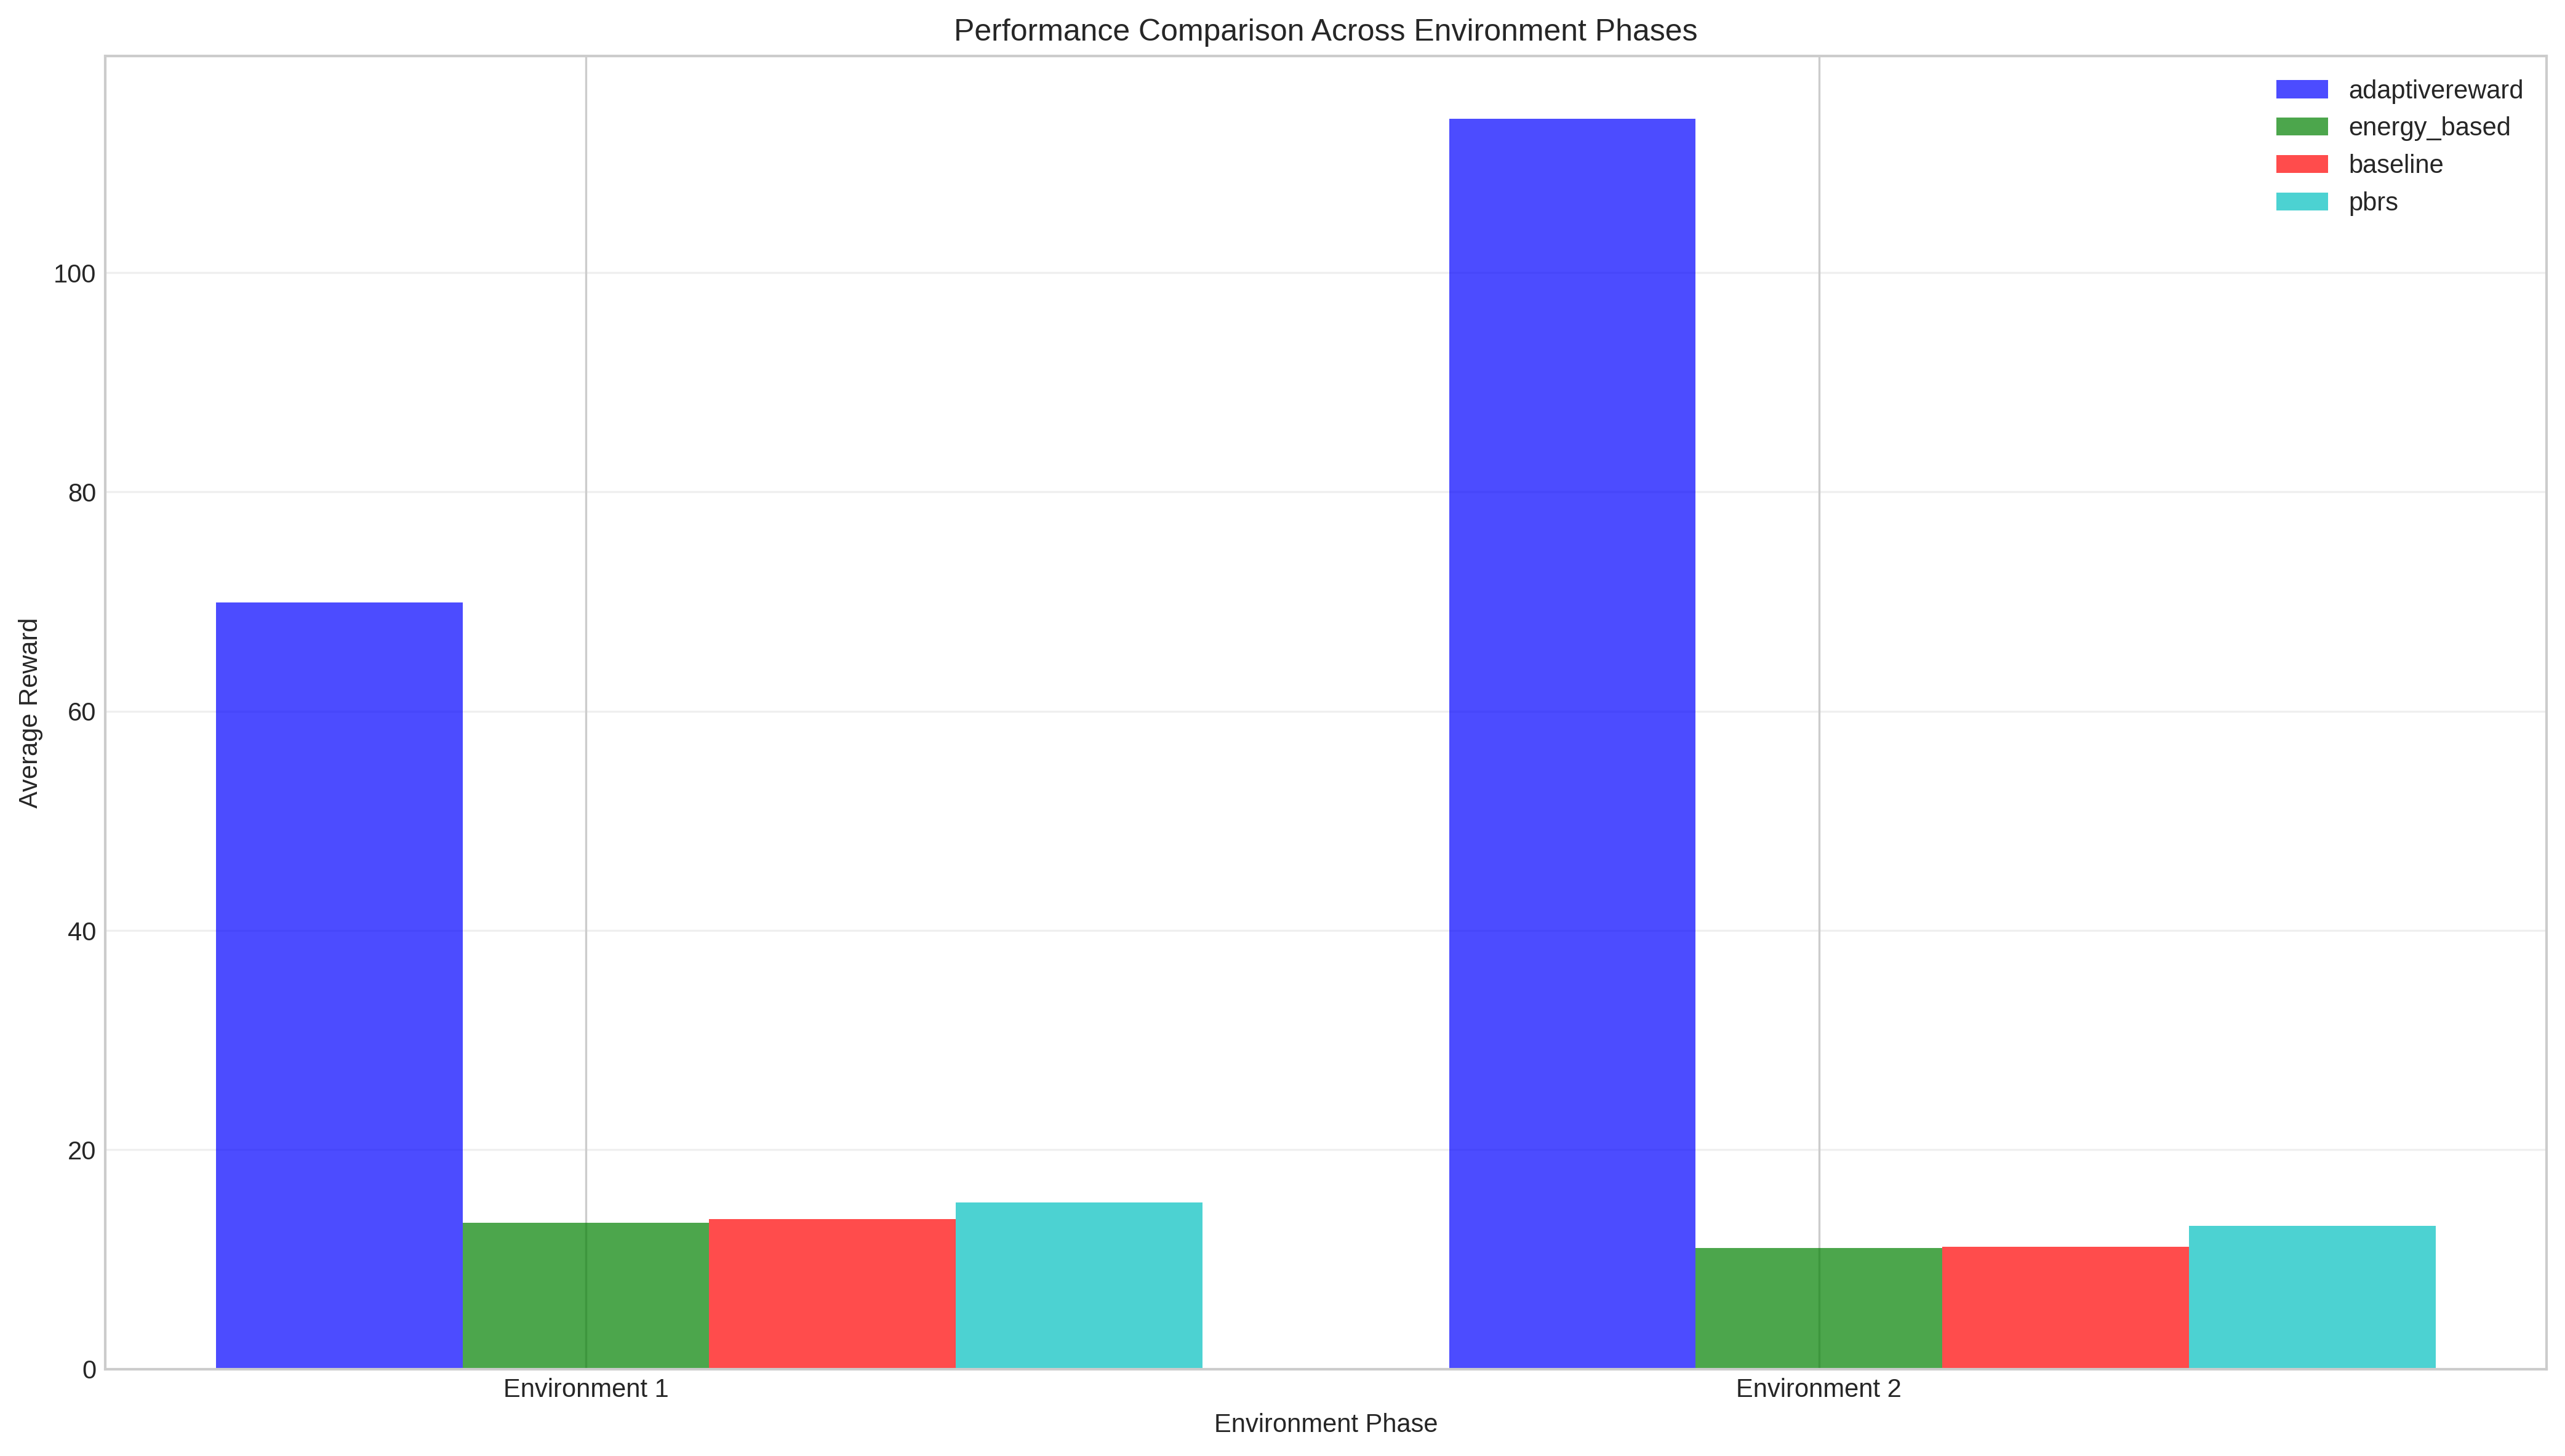 Performance Comparison Across Environment Phases
adaptivereward
energy_based
baseline
pbrs
Average Reward
100
80
60
40
20
0
Environment 1
Environment 2
Environment Phase